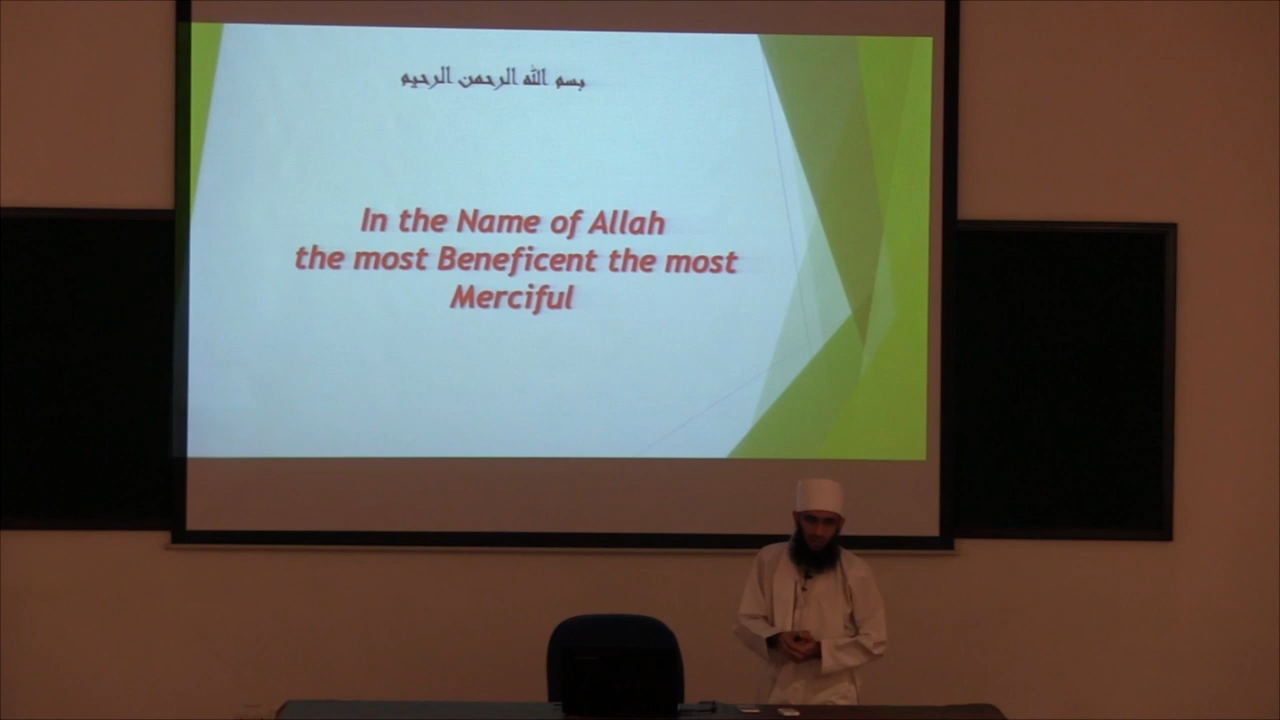 بسم الله الرحمن الرحيم
In the Name of Allah
the most Beneficent the most
Merciful